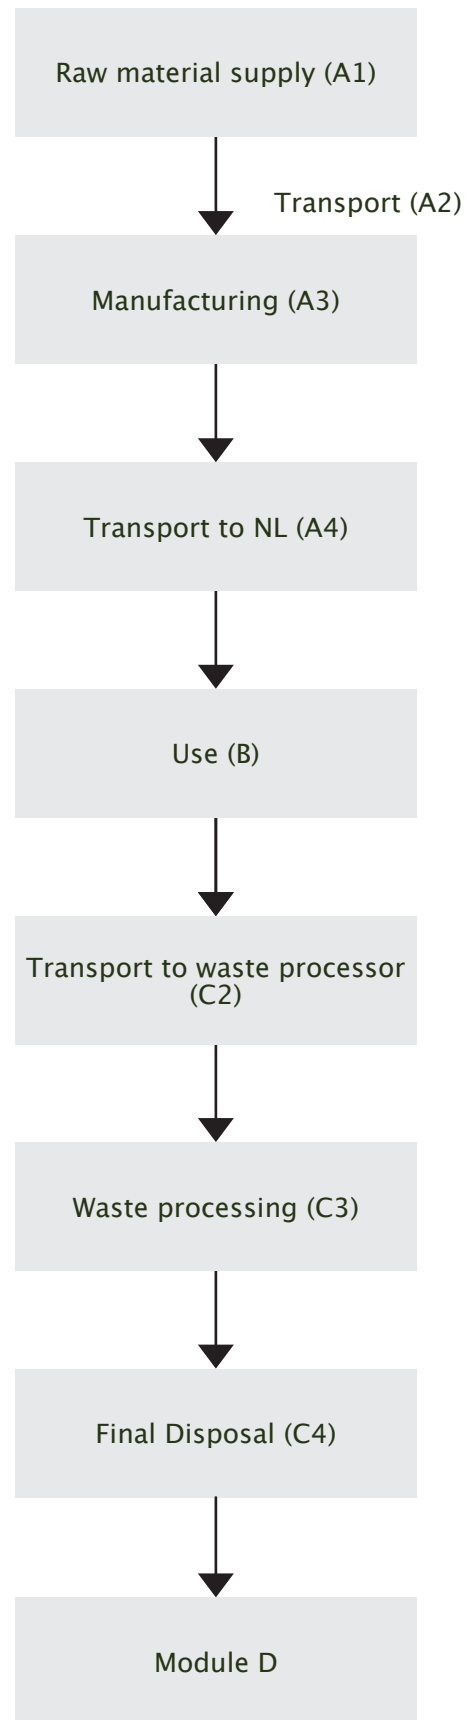 Raw material supply (A1)
Transport (A2)
Manufacturing (A3)
Transport to NL (A4)
Use (B)
Transport to waste processor
(C2)
Waste processing (C3)
Final Disposal (C4)
Module D